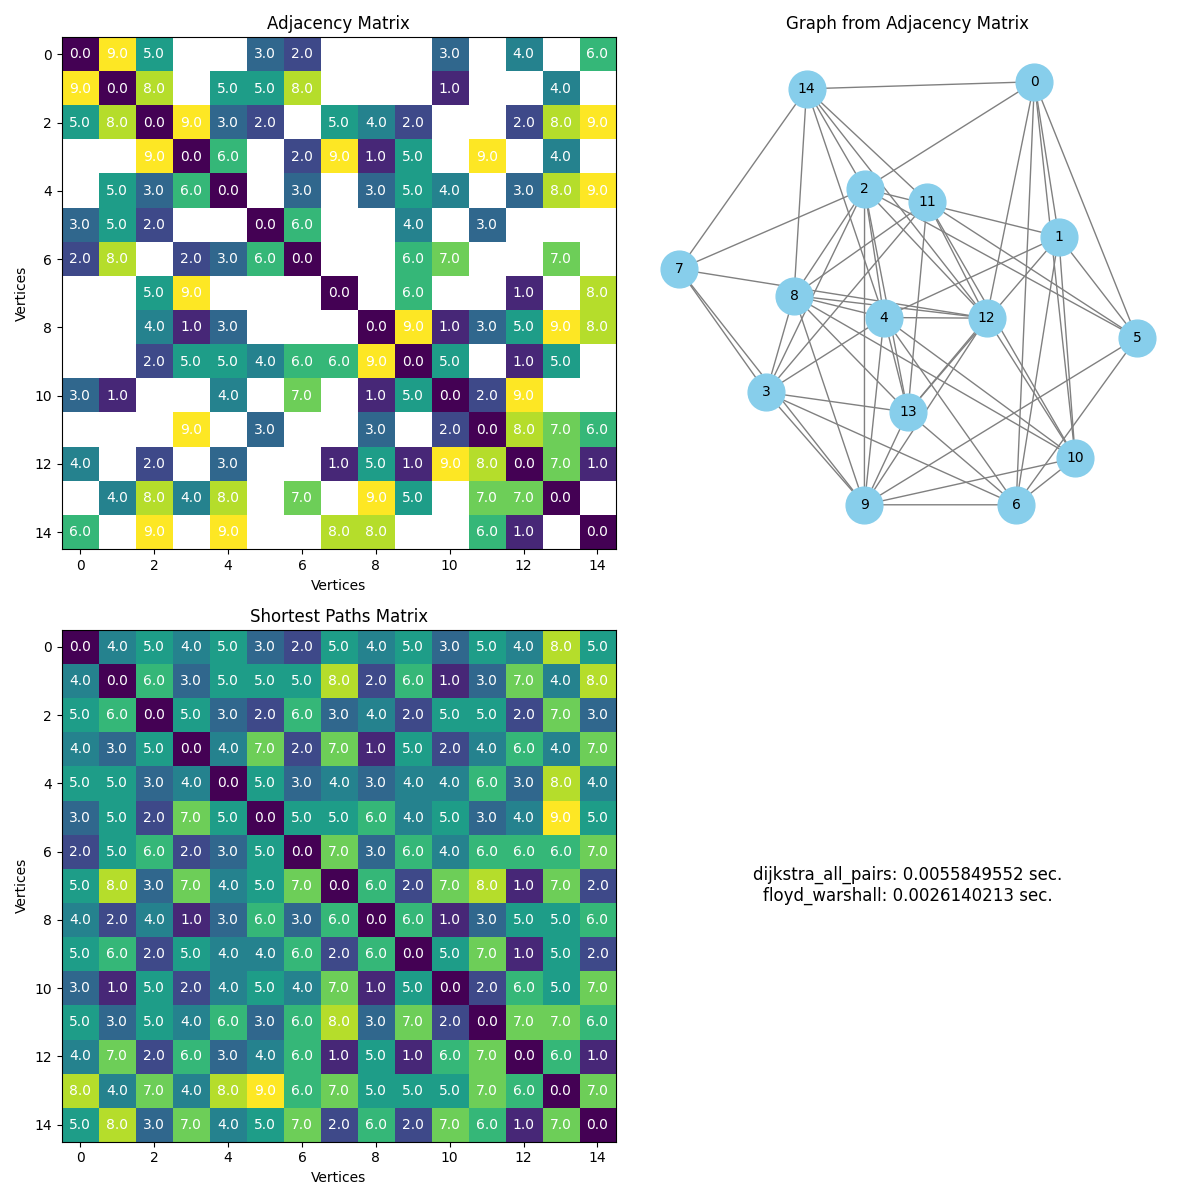 Adjacency Matrix
0 0.0 9.0 5.0 3.0 2.0 3.0 4.0 6.0
9.0 0.0 8.0 5.0 5.0 8.0 1.0 4.0
2 5.0 8.0 0.0 9.0 3.0 2.0 5.0 4.0 2.0 2.0 8.0 9.0
9.0 0.0 6.0 2.0 9.0 1.0 5.0 9.0 4.0
4 5.0 3.0 6.0 0.0 3.0 3.0 5.0 4.0 3.0 8.0 9.0
3.0 5.0 2.0 0.0 6.0 4.0 3.0
6 2.0 8.0 2.0 3.0 6.0 0.0 6.0 7.0 7.0
5.0 9.0 0.0 6.0 1.0 8.0
8 4.0 1.0 3.0 0.0 9.0 1.0 3.0 5.0 9.0 8.0
2.0 5.0 5.0 4.0 6.0 6.0 9.0 0.0 5.0 1.0 5.0
10 3.0 1.0 4.0 7.0 1.0 5.0 0.0 2.0 9.0
9.0 3.0 3.0 2.0 0.0 8.0 7.0 6.0
12 4.0 2.0 3.0 1.0 5.0 1.0 9.0 8.0 0.0 7.0 1.0
4.0 8.0 4.0 8.0 7.0 9.0 5.0 7.0 7.0 0.0
14 6.0 9.0 9.0 8.0 8.0 6.0 1.0 0.0
0 2 4 6 8 10 12 14
Vertices
Vertices
Graph from Adjacency Matrix
0
14
2
11
1
7
8
4
12
5
3
13
10
9
6
Shortest Paths Matrix
0 0.0 4.0 5.0 4.0 5.0 3.0 2.0 5.0 4.0 5.0 3.0 5.0 4.0 8.0 5.0
4.0 0.0 6.0 3.0 5.0 5.0 5.0 8.0 2.0 6.0 1.0 3.0 7.0 4.0 8.0
2 5.0 6.0 0.0 5.0 3.0 2.0 6.0 3.0 4.0 2.0 5.0 5.0 2.0 7.0 3.0
4.0 3.0 5.0 0.0 4.0 7.0 2.0 7.0 1.0 5.0 2.0 4.0 6.0 4.0 7.0
4 5.0 5.0 3.0 4.0 0.0 5.0 3.0 4.0 3.0 4.0 4.0 6.0 3.0 8.0 4.0
3.0 5.0 2.0 7.0 5.0 0.0 5.0 5.0 6.0 4.0 5.0 3.0 4.0 9.0 5.0
6 2.0 5.0 6.0 2.0 3.0 5.0 0.0 7.0 3.0 6.0 4.0 6.0 6.0 6.0 7.0
5.0 8.0 3.0 7.0 4.0 5.0 7.0 0.0 6.0 2.0 7.0 8.0 1.0 7.0 2.0
8 4.0 2.0 4.0 1.0 3.0 6.0 3.0 6.0 0.0 6.0 1.0 3.0 5.0 5.0 6.0
5.0 6.0 2.0 5.0 4.0 4.0 6.0 2.0 6.0 0.0 5.0 7.0 1.0 5.0 2.0
10 3.0 1.0 5.0 2.0 4.0 5.0 4.0 7.0 1.0 5.0 0.0 2.0 6.0 5.0 7.0
5.0 3.0 5.0 4.0 6.0 3.0 6.0 8.0 3.0 7.0 2.0 0.0 7.0 7.0 6.0
12 4.0 7.0 2.0 6.0 3.0 4.0 6.0 1.0 5.0 1.0 6.0 7.0 0.0 6.0 1.0
8.0 4.0 7.0 4.0 8.0 9.0 6.0 7.0 5.0 5.0 5.0 7.0 6.0 0.0 7.0
14 5.0 8.0 3.0 7.0 4.0 5.0 7.0 2.0 6.0 2.0 7.0 6.0 1.0 7.0 0.0
0 2 4 6 8 10 12 14
Vertices
Vertices
dijkstra_all_pairs: 0.0055849552 sec.
floyd_warshall: 0.0026140213 sec.